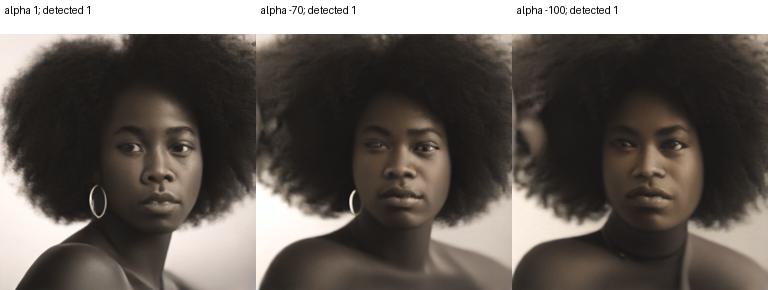 alpha 1; detected 1
alpha -70; detected 1
alpha -100; detected 1